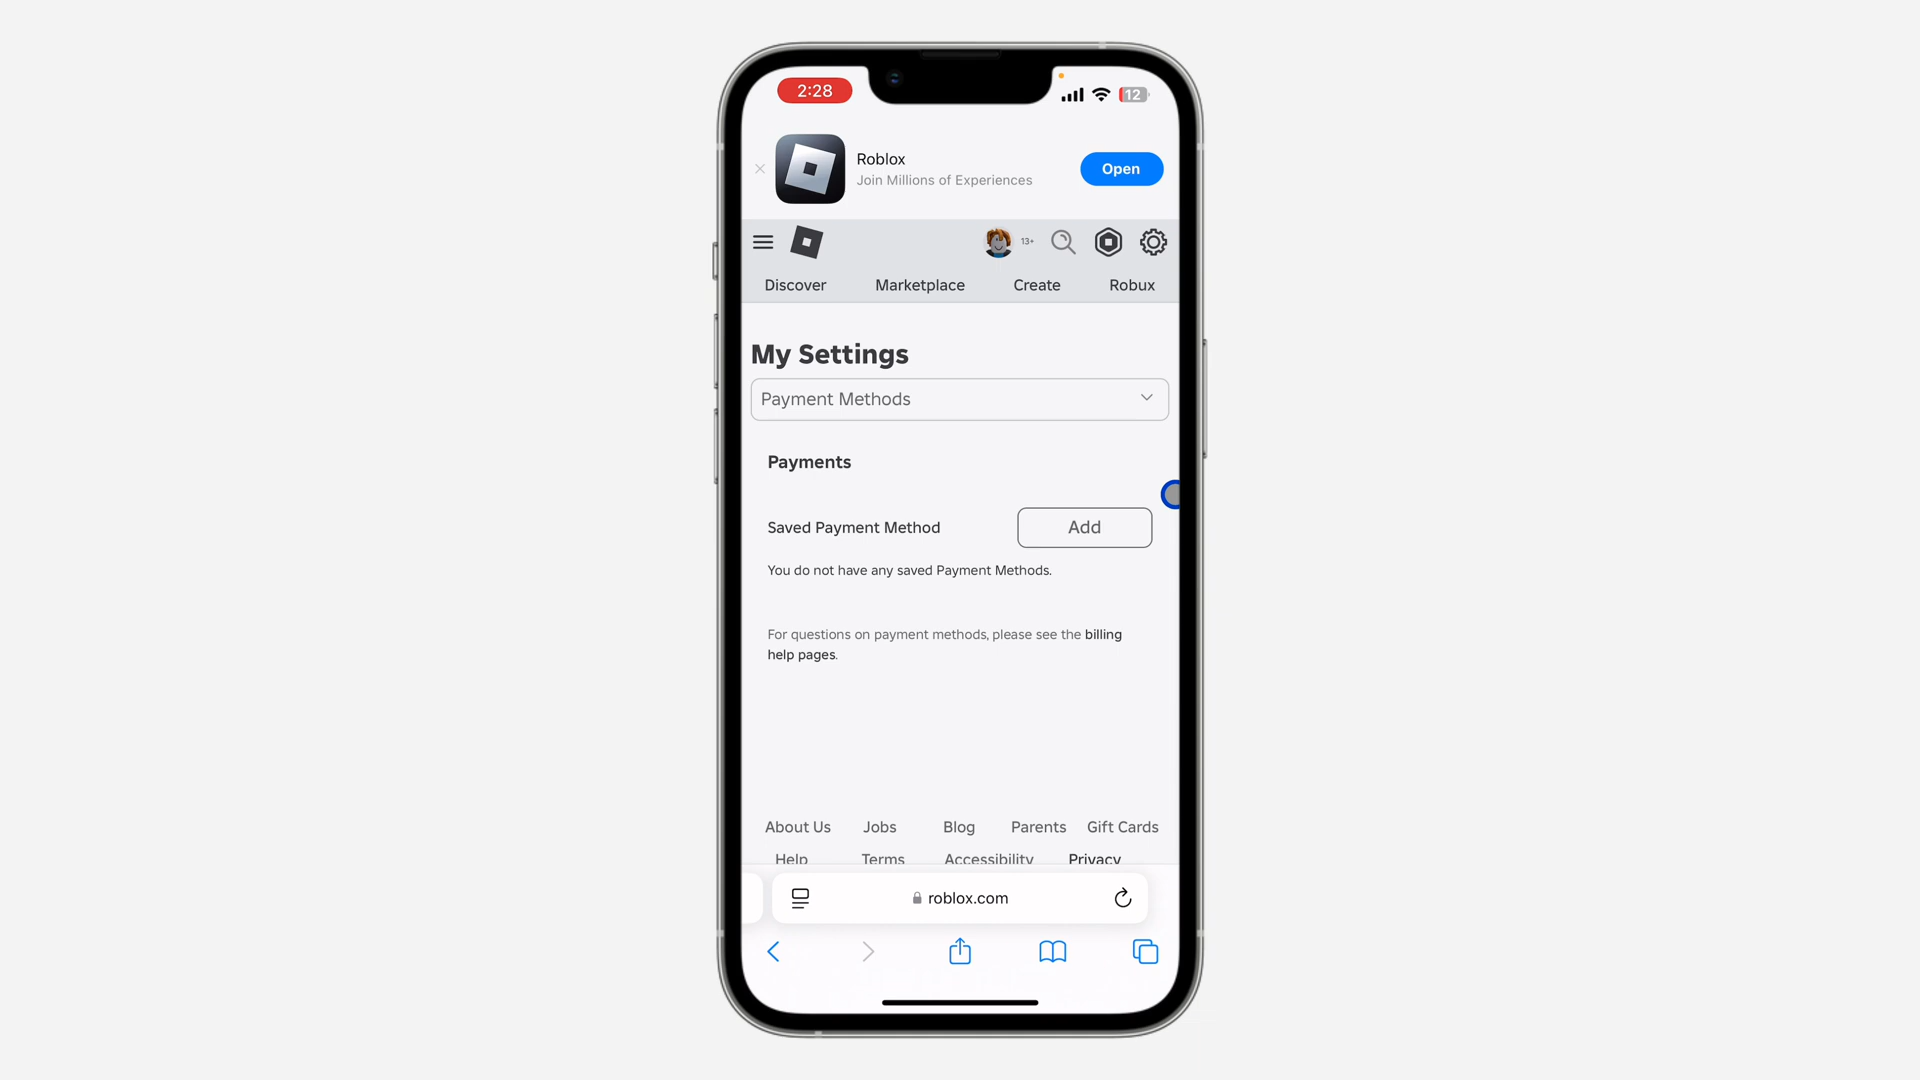 2:28
12
Roblox
Join Millions of Experiences
Open
13+
Discover Marketplace Create Robux
My Settings
Payment Methods
Payments
Saved Payment Method Add
You do not have any saved Payment Methods.
For questions on payment methods, please see the billing
help pages.
About Us Jobs Blog Parents Gift Cards
Help Terms Accessibility Privacy
roblox.com